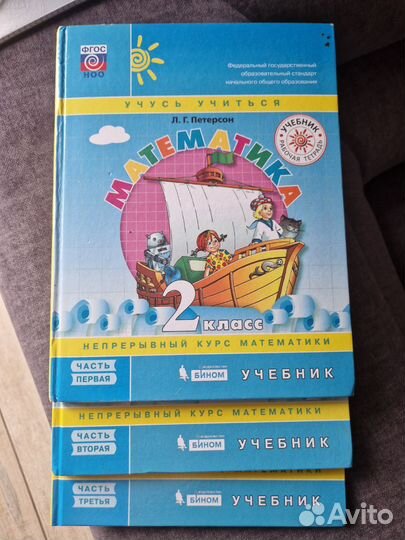 ФГОС
НОО
Федеральный государственный
образовательный стандарт
начального общего образования
УЧУСЬ УЧИТЬСЯ
Л. Г. Петерсон
МАТЕМАТИКА
УЧЕБНИК
РАБОЧАЯ ТЕТРАДЬ
2 класс
НЕПРЕРЫВНЫЙ КУРС МАТЕМАТИКИ
ЧАСТЬ
ПЕРВАЯ
БИНОМ
УЧЕБНИК
НЕПРЕРЫВНЫЙ КУРС МАТЕМАТИКИ
ЧАСТЬ
ВТОРАЯ
БИНОМ
УЧЕБНИК
МАТЕМАТИКИ
ЧАСТЬ
ТРЕТЬЯ
БИНОМ
УЧЕБНИК
Avito